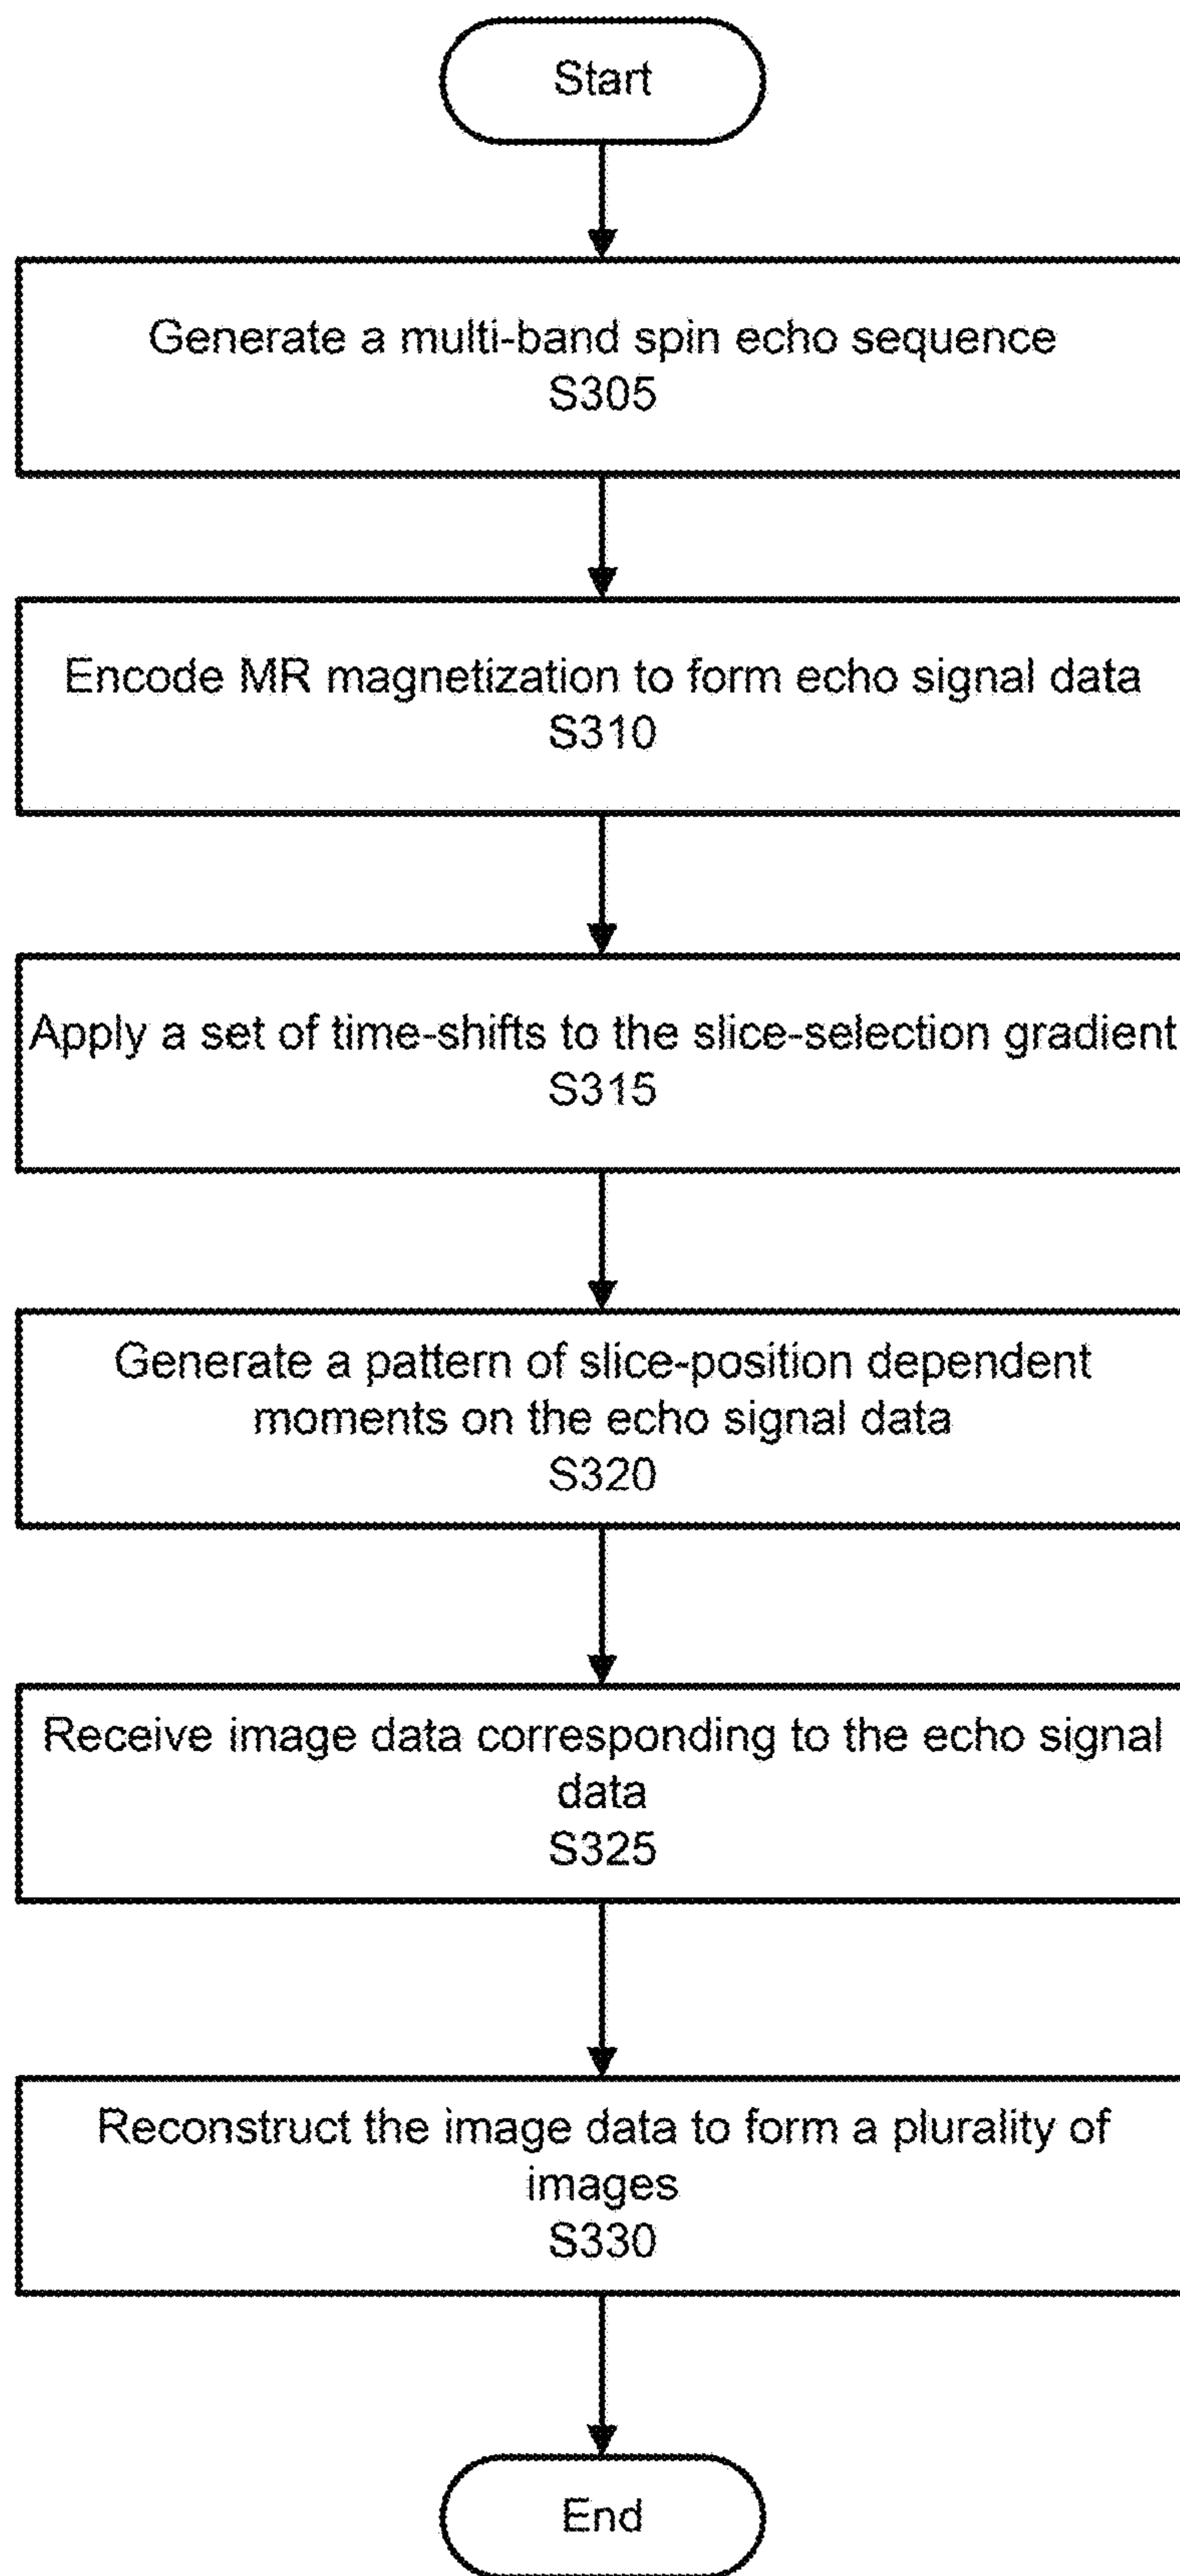 Start
Generate a multi-band spin echo sequence
S305
Encode MR magnetization to form echo signal data
S310
Apply a set of time-shifts to the slice-selection gradient
S315
Generate a pattern of slice-position dependent
moments on the echo signal data
S320
Receive image data corresponding to the echo signal
data
S325
Reconstruct the image data to form a plurality of
images
S330
End